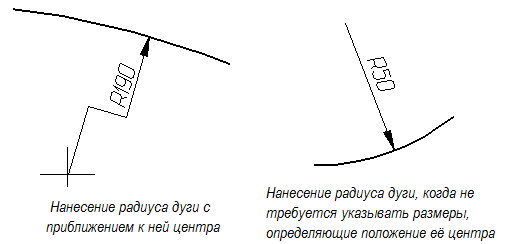 R190
R50
Нанесение радиуса дуги с
приближением к ней центра
Нанесение радиуса дуги, когда не
требуется указывать размеры,
определяющие положение её центра